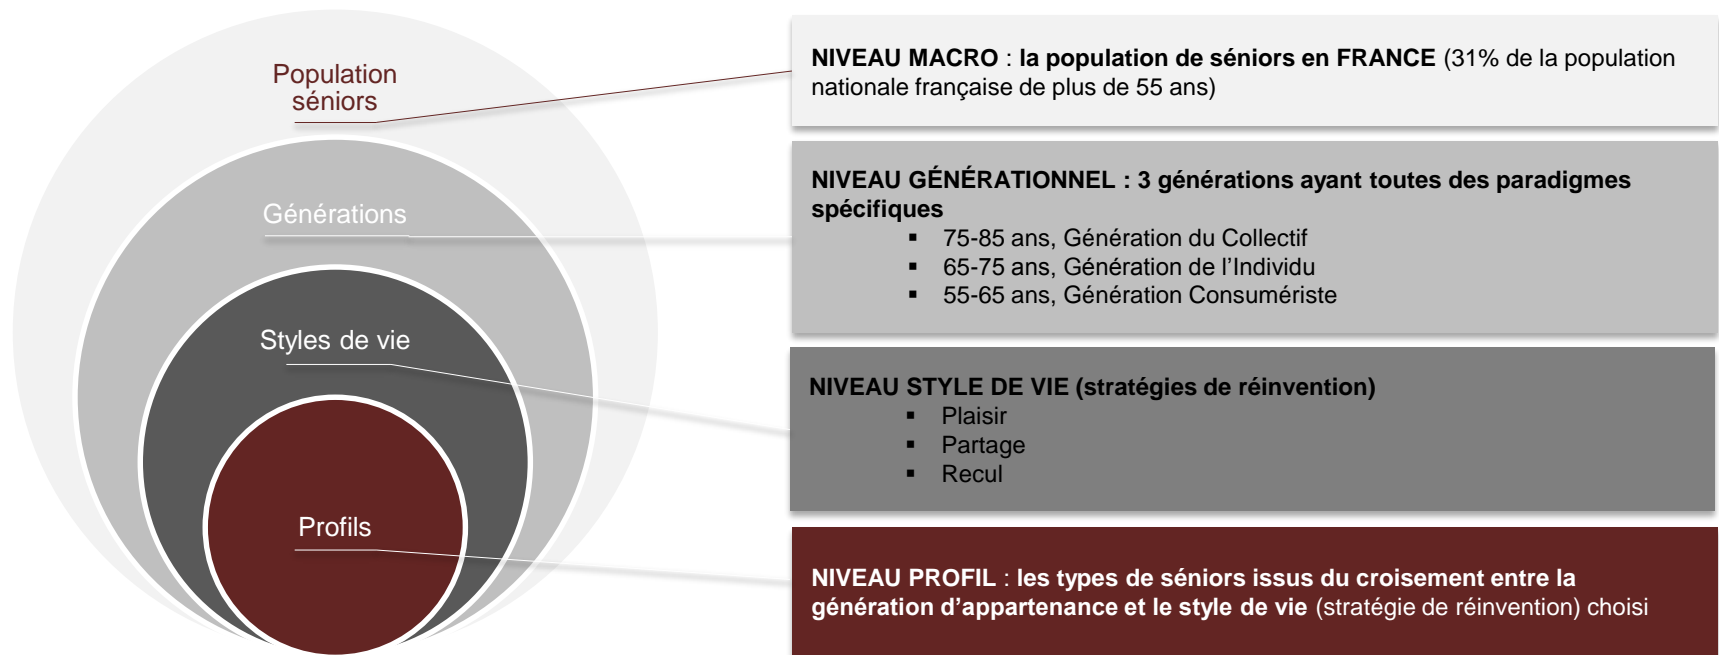 Population
séniors
Générations
Styles de vie
Profils
NIVEAU MACRO : la population de séniors en FRANCE (31% de la population
nationale française de plus de 55 ans)
NIVEAU GÉNÉRATIONNEL : 3 générations ayant toutes des paradigmes
spécifiques
▪ 75-85 ans, Génération du Collectif
▪ 65-75 ans, Génération de l’Individu
▪ 55-65 ans, Génération Consumériste
NIVEAU STYLE DE VIE (stratégies de réinvention)
▪ Plaisir
▪ Partage
▪ Recul
NIVEAU PROFIL : les types de séniors issus du croisement entre la
génération d’appartenance et le style de vie (stratégie de réinvention) choisi